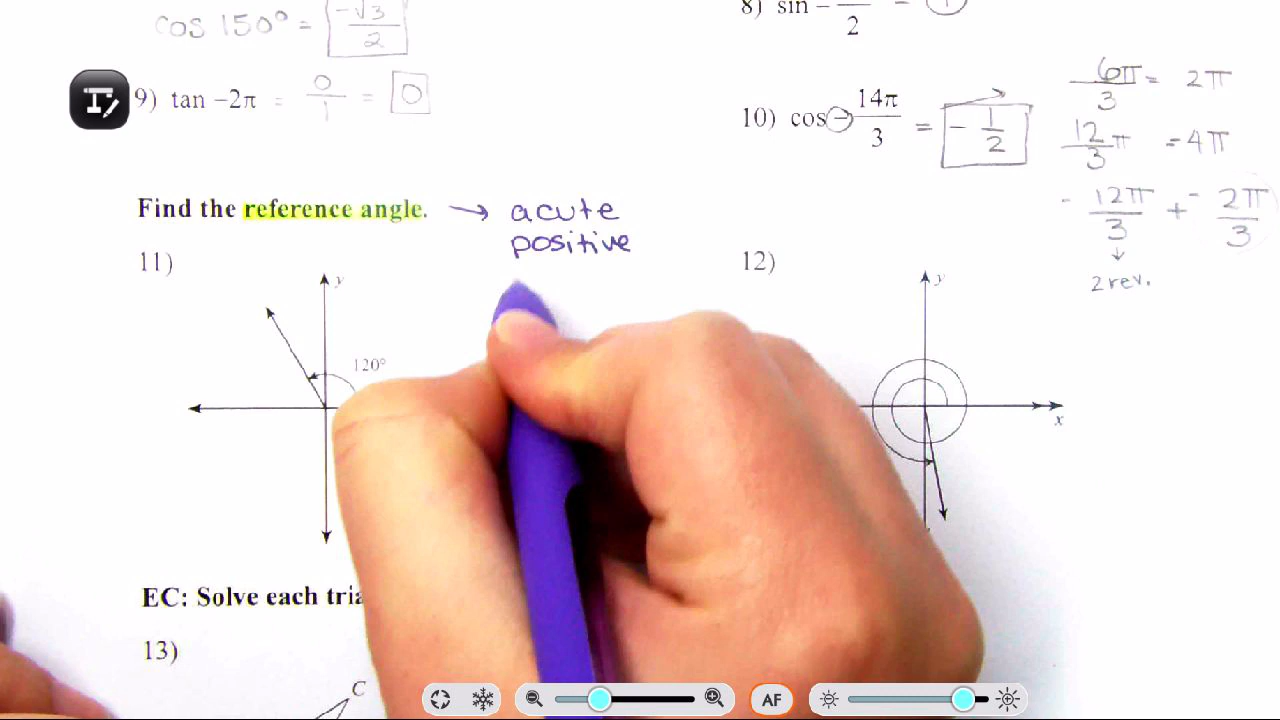 cos 150° = -√3/2
8) sin - /2 =
9) tan -2π = 0/1 = 0
10) cos - 14π/3 = - 1/2
6π/3 = 2π
12/3 π = 4π
- 12π/3 + - 2π/3
↓
2 rev.
Find the reference angle. → acute
positive
11)
y
120°
12)
y
x
EC: Solve each tria
13)
C
AF